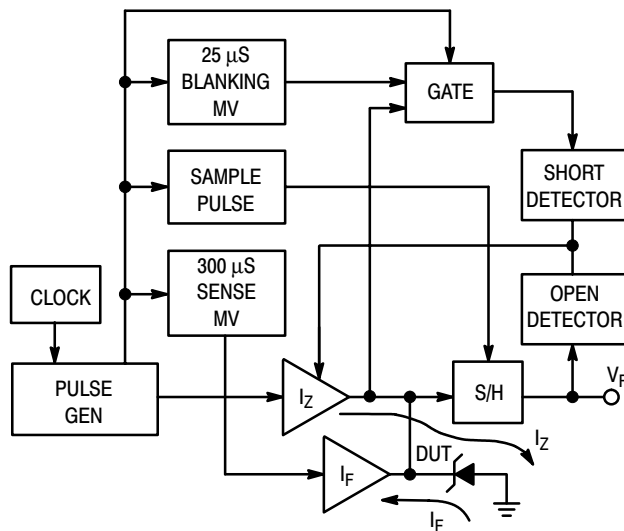 25 μS
BLANKING
MV
GATE
SAMPLE
PULSE
SHORT
DETECTOR
300 μS
SENSE
MV
CLOCK
OPEN
DETECTOR
PULSE
GEN
I_Z
S/H
V_F
I_Z
DUT
I_F
I_F